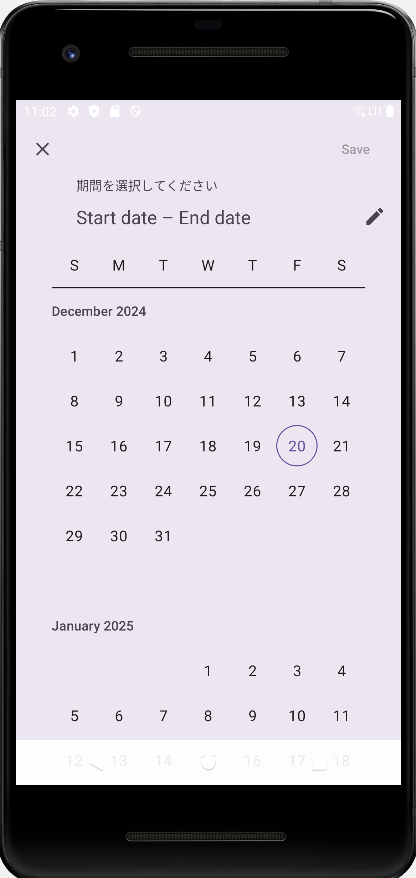 11:02 LTE
Save
期間を選択してください
Start date – End date
S M T W T F S
December 2024
1 2 3 4 5 6 7
8 9 10 11 12 13 14
15 16 17 18 19 20 21
22 23 24 25 26 27 28
29 30 31
January 2025
1 2 3 4
5 6 7 8 9 10 11
12 13 14 15 16 17 18